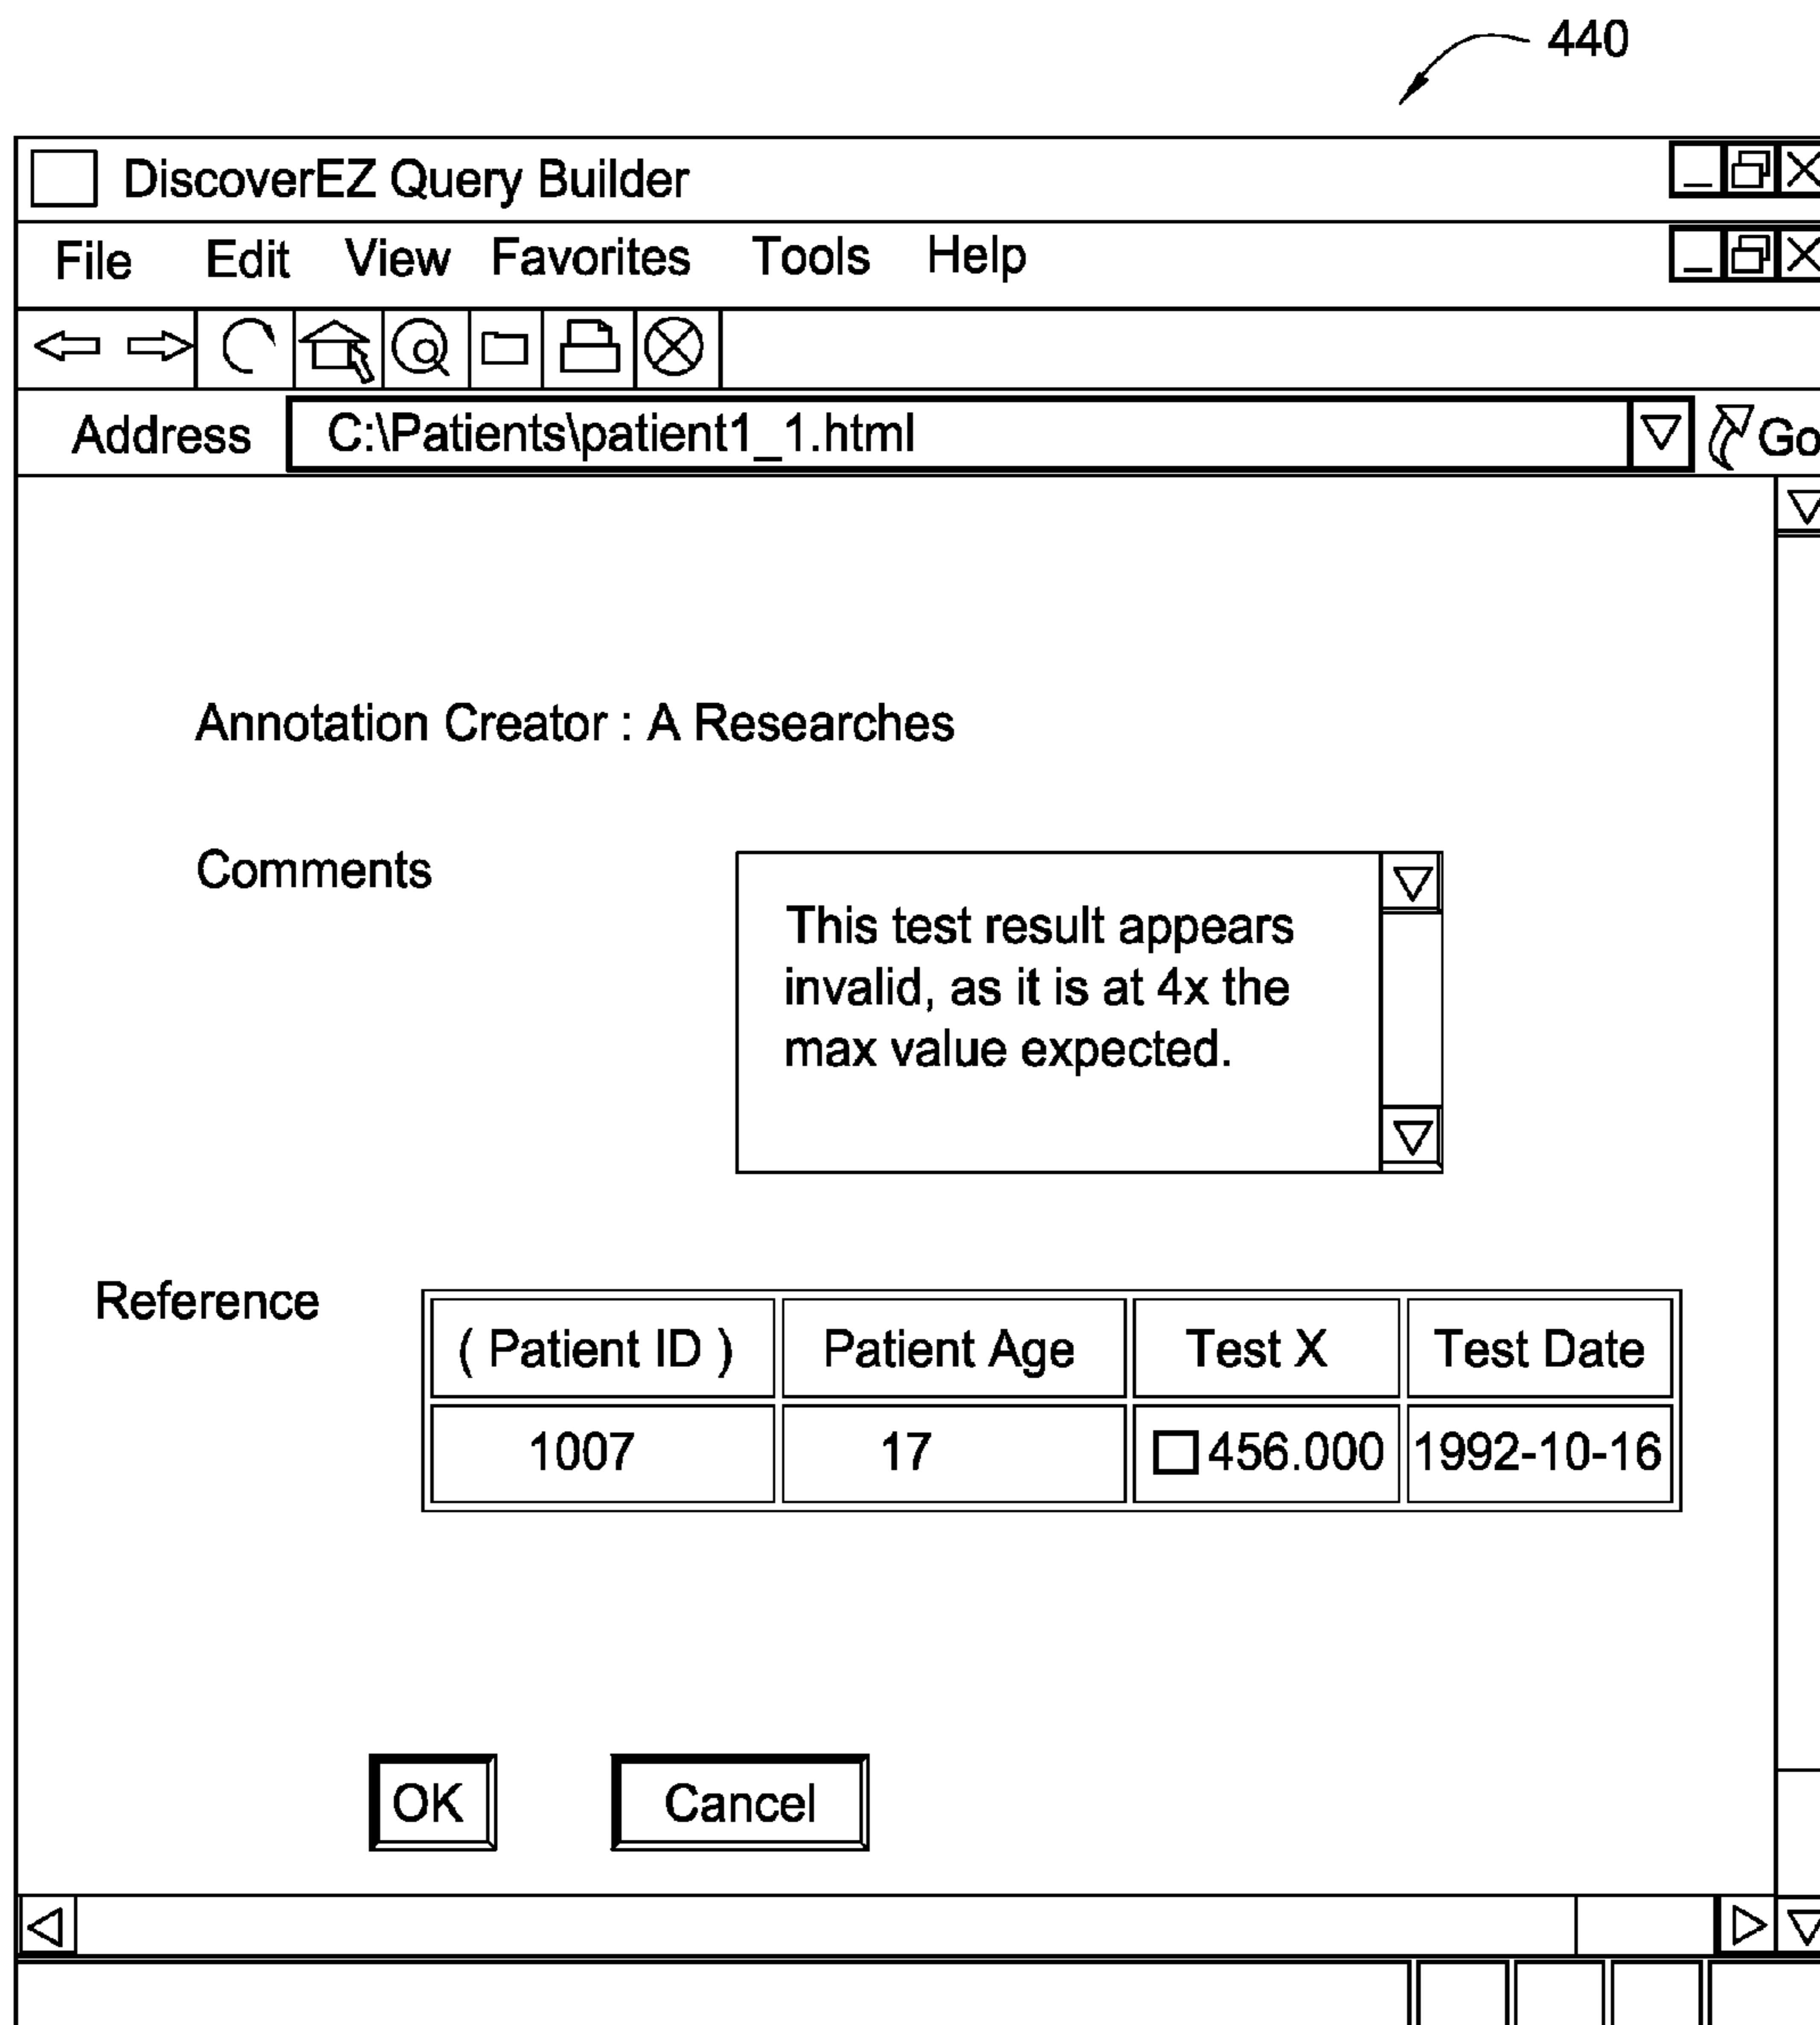 440
DiscoverEZ Query Builder
File Edit View Favorites Tools Help
Address C:\Patients\patient1_1.html Go
Annotation Creator : A Researches
Comments
This test result appears
invalid, as it is at 4x the
max value expected.
Reference
( Patient ID ) Patient Age Test X Test Date
1007 17 456.000 1992-10-16
OK Cancel